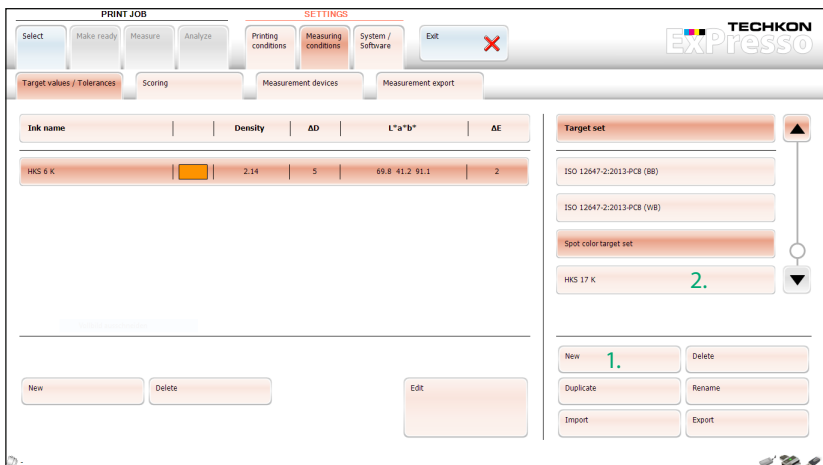 PRINT JOB
SETTINGS
Select
Make ready
Measure
Analyze
Printing
conditions
Measuring
conditions
System /
Software
Exit
TECHKON
ExPresso
Target values / Tolerances
Scoring
Measurement devices
Measurement export
Ink name
Density
ΔD
L*a*b*
ΔE
HKS 6 K
2.14
5
69.8 41.2 91.1
2
Target set
ISO 12647-2:2013-PC8 (BB)
ISO 12647-2:2013-PC8 (WB)
Spot color target set
HKS 17 K
2.
New
Delete
Edit
New
1.
Delete
Duplicate
Rename
Import
Export